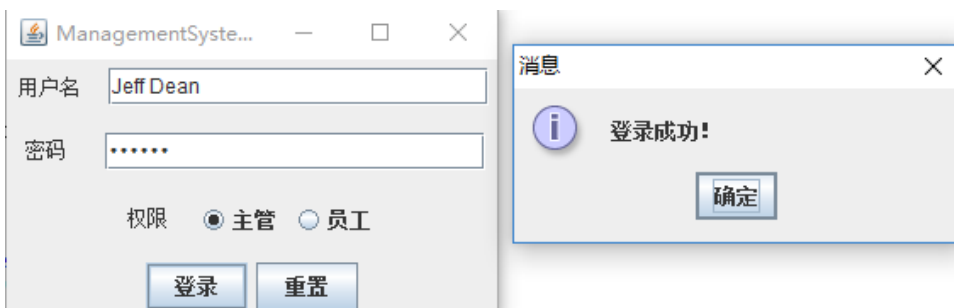 ManagementSyste...
用户名 Jeff Dean
密码 ••••••
权限 主管 员工
登录 重置
消息
登录成功!
确定